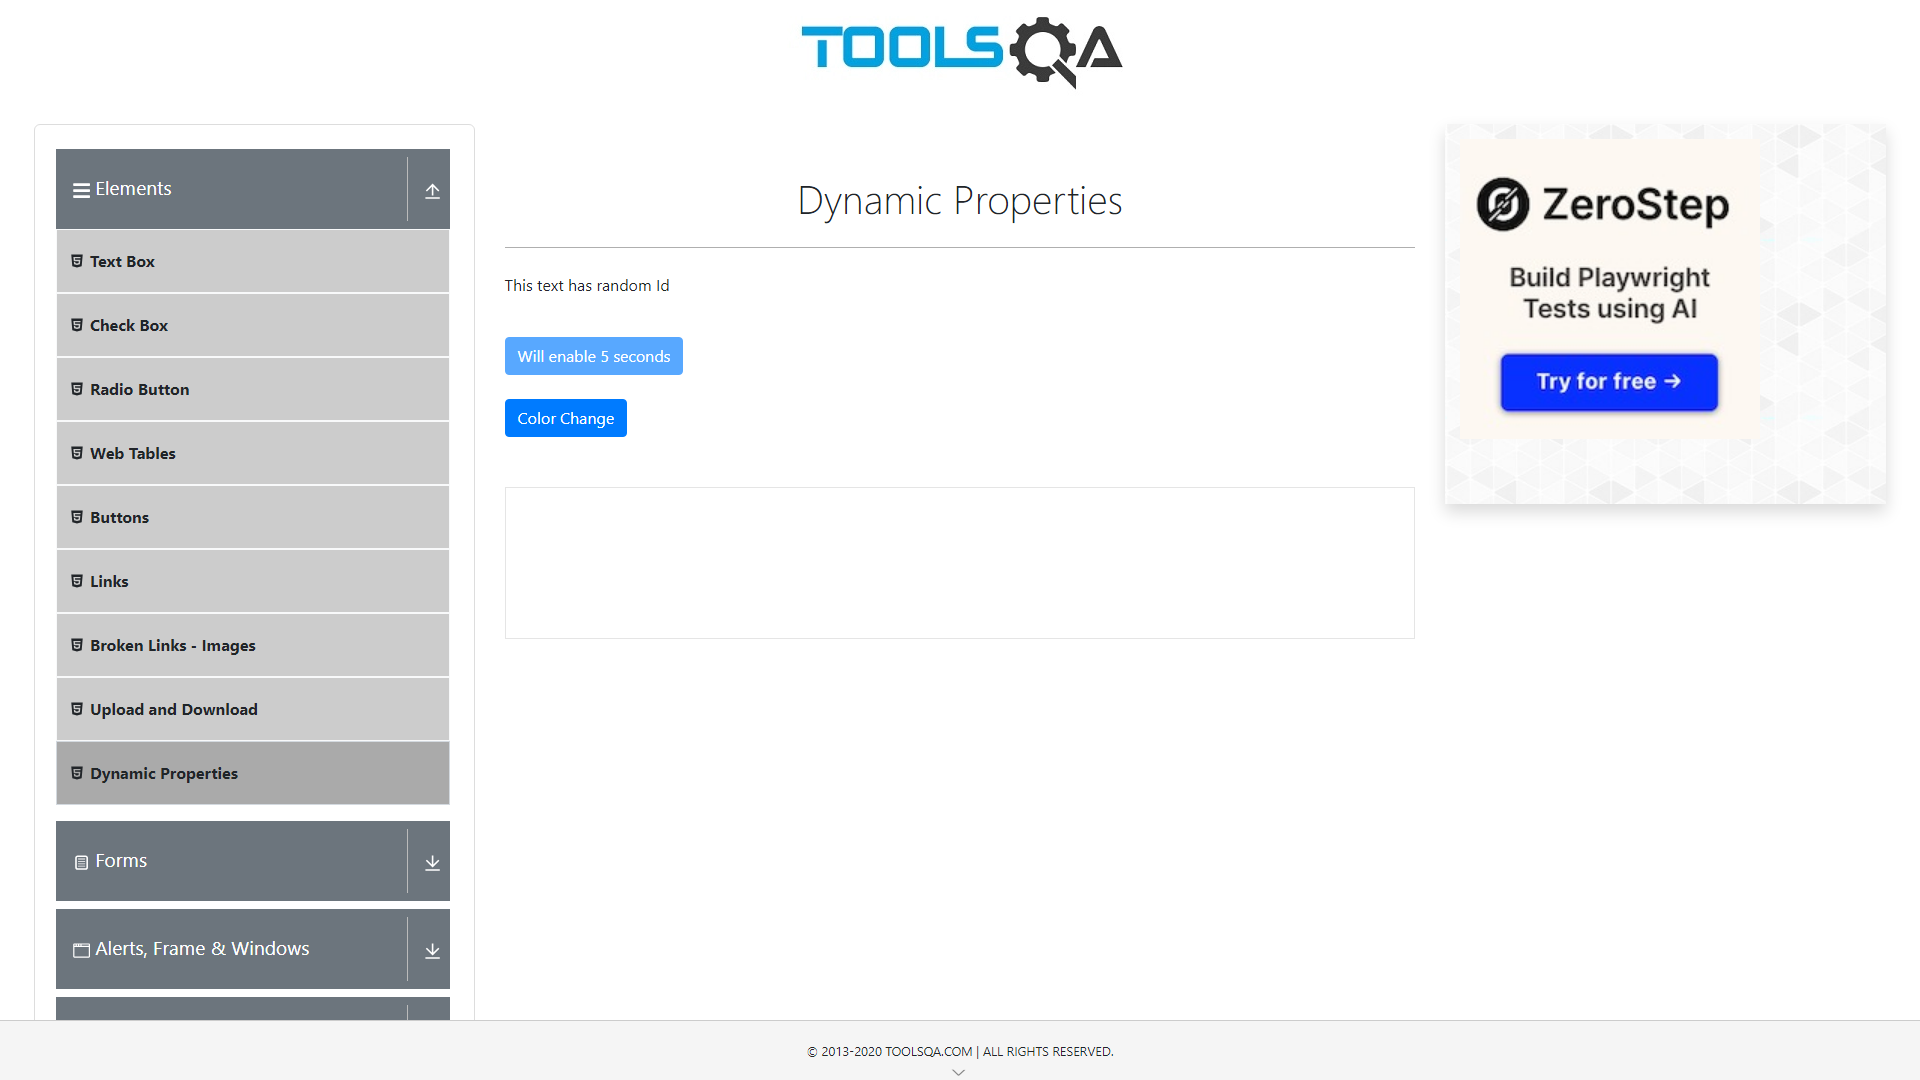 TOOLSQA
Elements
Text Box
Check Box
Radio Button
Web Tables
Buttons
Links
Broken Links - Images
Upload and Download
Dynamic Properties
Forms
Alerts, Frame & Windows
Dynamic Properties
This text has random Id
Will enable 5 seconds
Color Change
ZeroStep
Build Playwright
Tests using AI
Try for free →
© 2013-2020 TOOLSQA.COM | ALL RIGHTS RESERVED.